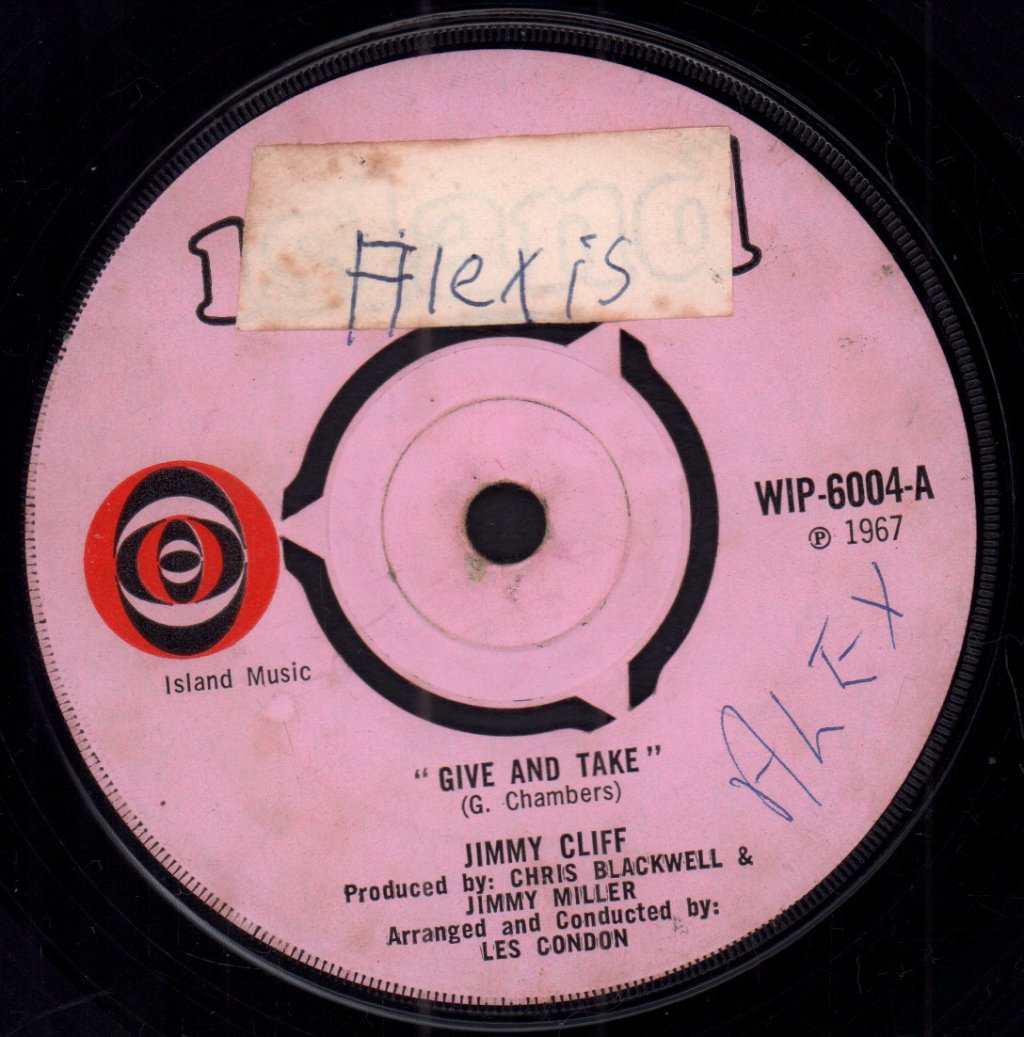 Island
Alexis
WIP-6004-A
℗ 1967
ALEX
Island Music
"GIVE AND TAKE"
(G. Chambers)
JIMMY CLIFF
Produced by: CHRIS BLACKWELL &
JIMMY MILLER
Arranged and Conducted by:
LES CONDON